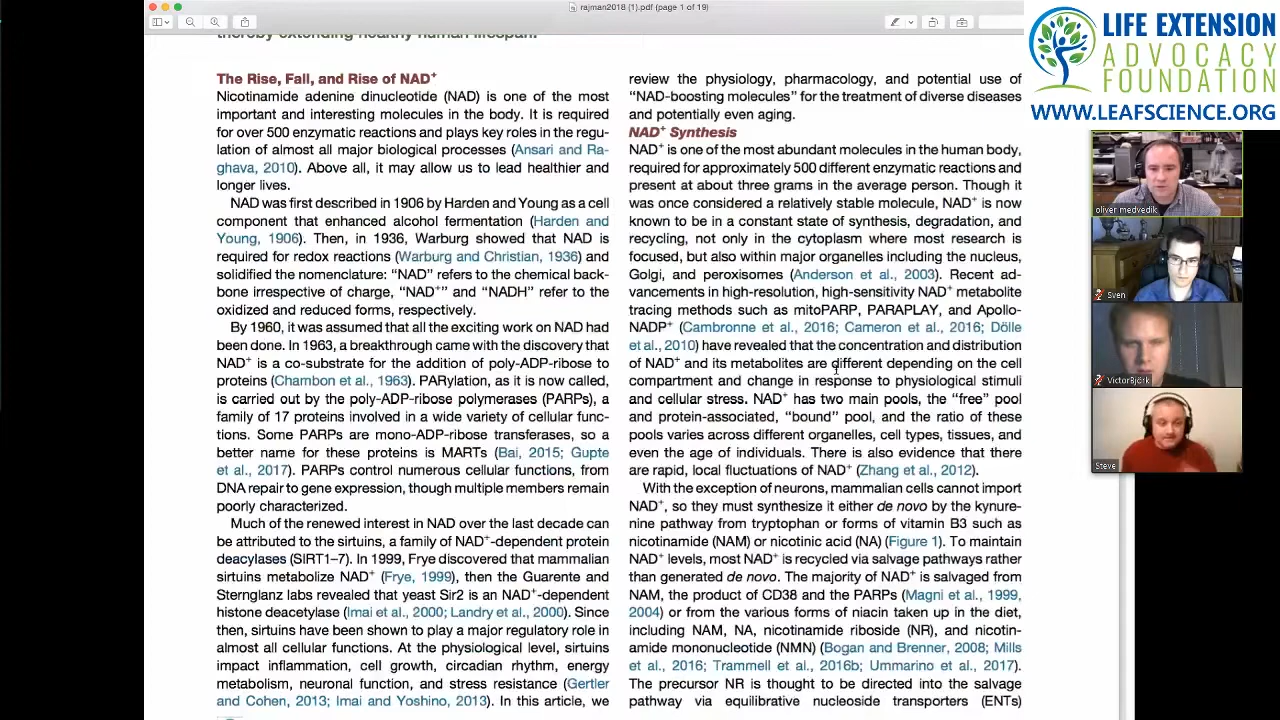 rajman2018 (1).pdf (page 1 of 19)
thereby extending healthy human lifespan.
The Rise, Fall, and Rise of NAD+
Nicotinamide adenine dinucleotide (NAD) is one of the most
important and interesting molecules in the body. It is required
for over 500 enzymatic reactions and plays key roles in the regu-
lation of almost all major biological process (Ansari and Ra-
ghava, 2010). Above all, it may allow us to lead healthier and
longer lives.
NAD was first described in 1906 by Harden and Young as a cell
component that enhanced alcohol fermentation (Harden and
Young, 1906). Then, in 1936, Warburg showed that NAD is
required for redox reactions (Warburg and Christian, 1936) and
solidified the nomenclature: “NAD” refers to the chemical back-
bone irrespective of charge, “NAD+” and “NADH” refer to the
oxidized and reduced forms, respectively.
By 1960, it was assumed that all the exciting work on NAD had
been done. In 1963, a breakthrough came with the discovery that
NAD+ is a co-substrate for the addition of poly-ADP-ribose to
proteins (Chambon et al., 1963). PARylation, as it is now called,
is carried out by the poly-ADP-ribose polymerases (PARPs), a
family of 17 proteins involved in a wide variety of cellular func-
tions. Some PARPs are mono-ADP-ribose transferases, so a
better name for these proteins is MARTs (Bai, 2015; Gupte
et al., 2017). PARPs control numerous cellular functions, from
DNA repair to gene expression, though multiple members remain
poorly characterized.
Much of the renewed interest in NAD over the last decade can
be attributed to the sirtuins, a family of NAD+-dependent protein
deacylases (SIRT1–7). In 1999, Frye discovered that mammalian
sirtuins metabolize NAD+ (Frye, 1999), then the Guarente and
Sternglanz labs revealed that yeast Sir2 is an NAD+-dependent
histone deacetylase (Imai et al., 2000; Landry et al., 2000). Since
then, sirtuins have been shown to play a major regulatory role in
almost all cellular functions. At the physiological level, sirtuins
impact inflammation, cell growth, circadian rhythm, energy
metabolism, neuronal function, and stress resistance (Gertler
and Cohen, 2013; Imai and Yoshino, 2013). In this article, we
review the physiology, pharmacology, and potential use of
“NAD-boosting molecules” for the treatment of diverse diseases
and potentially even aging.
NAD+ Synthesis
NAD+ is one of the most abundant molecules in the human body,
required for approximately 500 different enzymatic reactions and
present at about three grams in the average person. Though it
was once considered a relatively stable molecule, NAD+ is now
known to be in a constant state of synthesis, degradation, and
recycling, not only in the cytoplasm where most research is
focused, but also within major organelles including the nucleus,
Golgi, and peroxisomes (Anderson et al., 2003). Recent ad-
vancements in high-resolution, high-sensitivity NAD+ metabolite
tracing methods such as mitoPARP, PARAPLAY, and Apollo-
NADP+ (Cambronne et al., 2016; Cameron et al., 2016; Dölle
et al., 2010) have revealed that the concentration and distribution
of NAD+ and its metabolites are different depending on the cell
compartment and change in response to physiological stimuli
and cellular stress. NAD+ has two main pools, the “free” pool
and protein-associated, “bound” pool, and the ratio of these
pools varies across different organelles, cell types, tissues, and
even the age of individuals. There is also evidence that there
are rapid, local fluctuations of NAD+ (Zhang et al., 2012).
With the exception of neurons, mammalian cells cannot import
NAD+, so they must synthesize it either de novo by the kynure-
nine pathway from tryptophan or forms of vitamin B3 such as
nicotinamide (NAM) or nicotinic acid (NA) (Figure 1). To maintain
NAD+ levels, most NAD+ is recycled via salvage pathways rather
than generated de novo. The majority of NAD+ is salvaged from
NAM, the product of CD38 and the PARPs (Magni et al., 1999,
2004) or from the various forms of niacin taken up in the diet,
including NAM, NA, nicotinamide riboside (NR), and nicotin-
amide mononucleotide (NMN) (Bogan and Brenner, 2008; Mills
et al., 2016; Trammell et al., 2016b; Ummarino et al., 2017).
The precursor NR is thought to be directed into the salvage
pathway via equilibrative nucleoside transporters (ENTs)
LIFE EXTENSION
ADVOCACY
FOUNDATION
WWW.LEAFSCIENCE.ORG
oliver medvedik
Sven
VictorBjörk
Steve